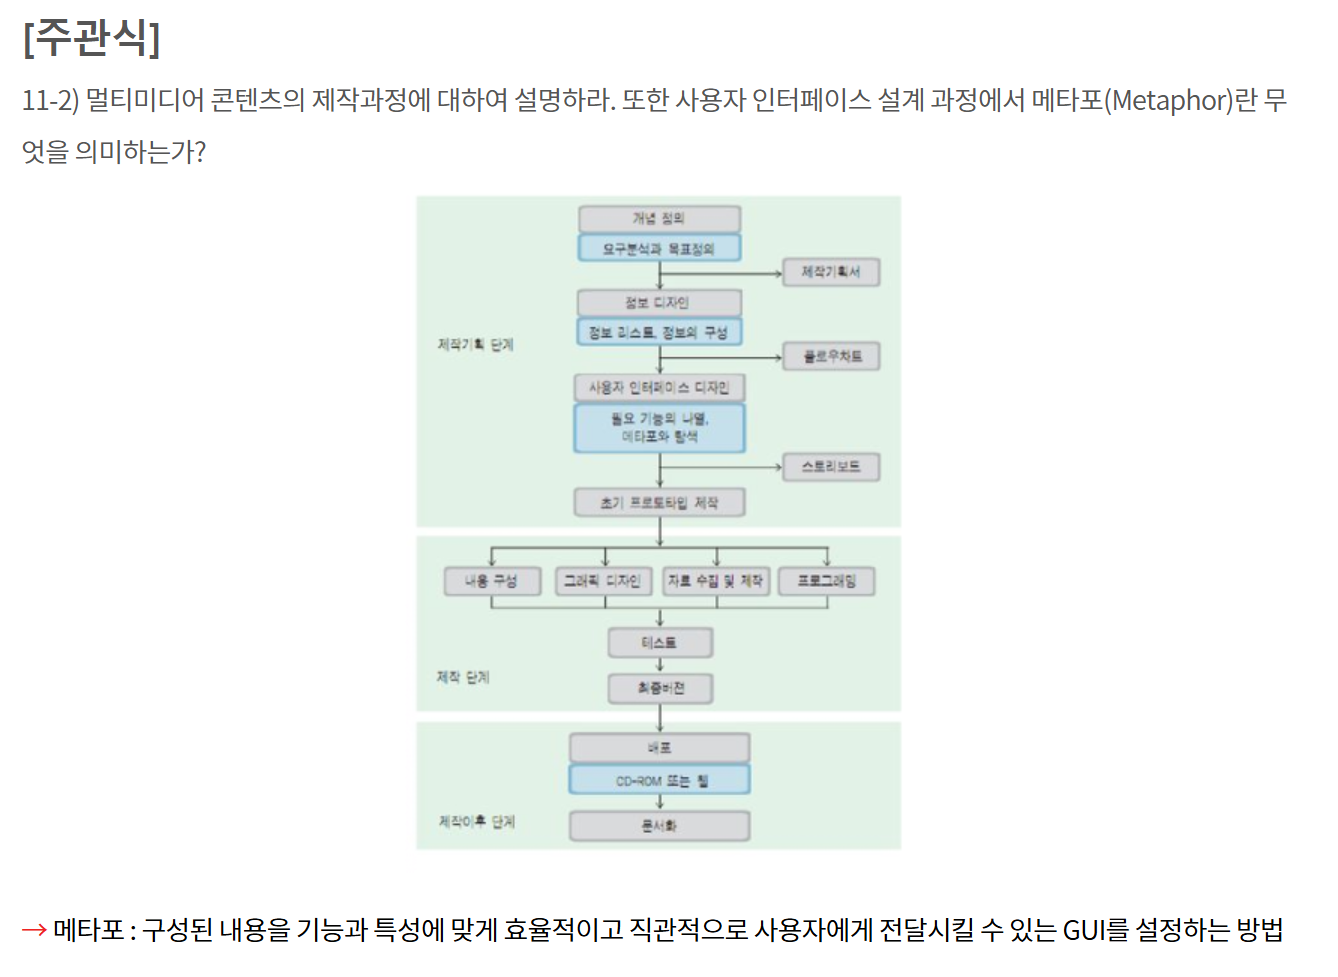 [주관식]
11-2) 멀티미디어 콘텐츠의 제작과정에 대하여 설명하라. 또한 사용자 인터페이스 설계 과정에서 메타포(Metaphor)란 무
엇을 의미하는가?
개념 정의
요구분석과 목표정의
제작기획서
정보 디자인
정보 리스트, 정보의 구성
제작기획 단계
플로우차트
사용자 인터페이스 디자인
필요 기능의 나열,
메타포와 탐색
스토리보드
초기 프로토타입 제작
내용 구성
그래픽 디자인
자료 수집 및 제작
프로그래밍
테스트
제작 단계
최종버젼
배포
CD-ROM 또는 웹
제작이후 단계
문서화
→ 메타포 : 구성된 내용을 기능과 특성에 맞게 효율적이고 직관적으로 사용자에게 전달시킬 수 있는 GUI를 설정하는 방법